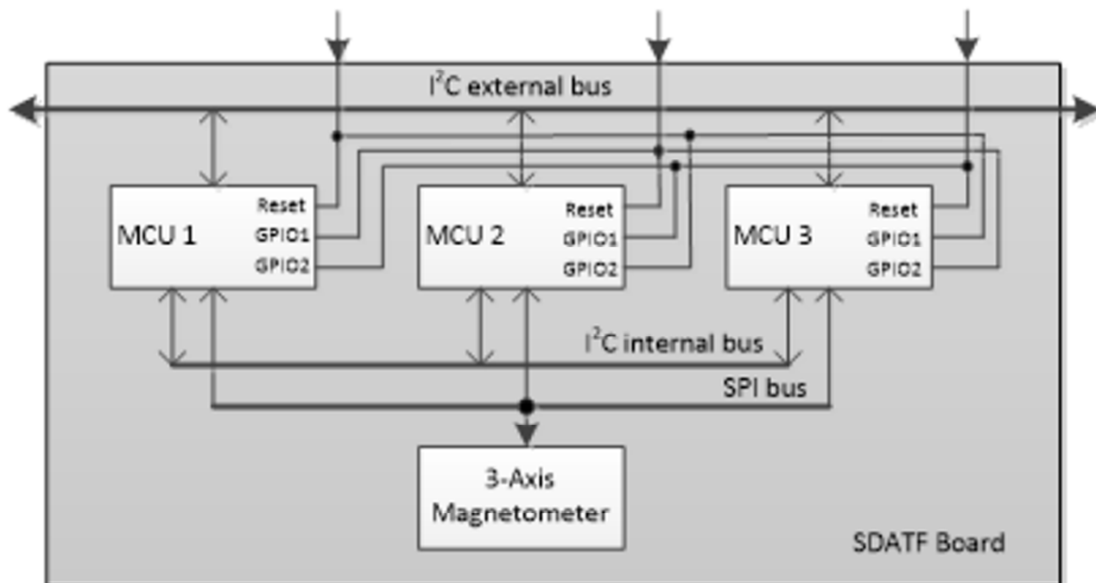 I²C external bus
Reset
MCU 1
GPIO1
GPIO2
Reset
MCU 2
GPIO1
GPIO2
Reset
MCU 3
GPIO1
GPIO2
I²C internal bus
SPI bus
3-Axis
Magnetometer
SDATF Board